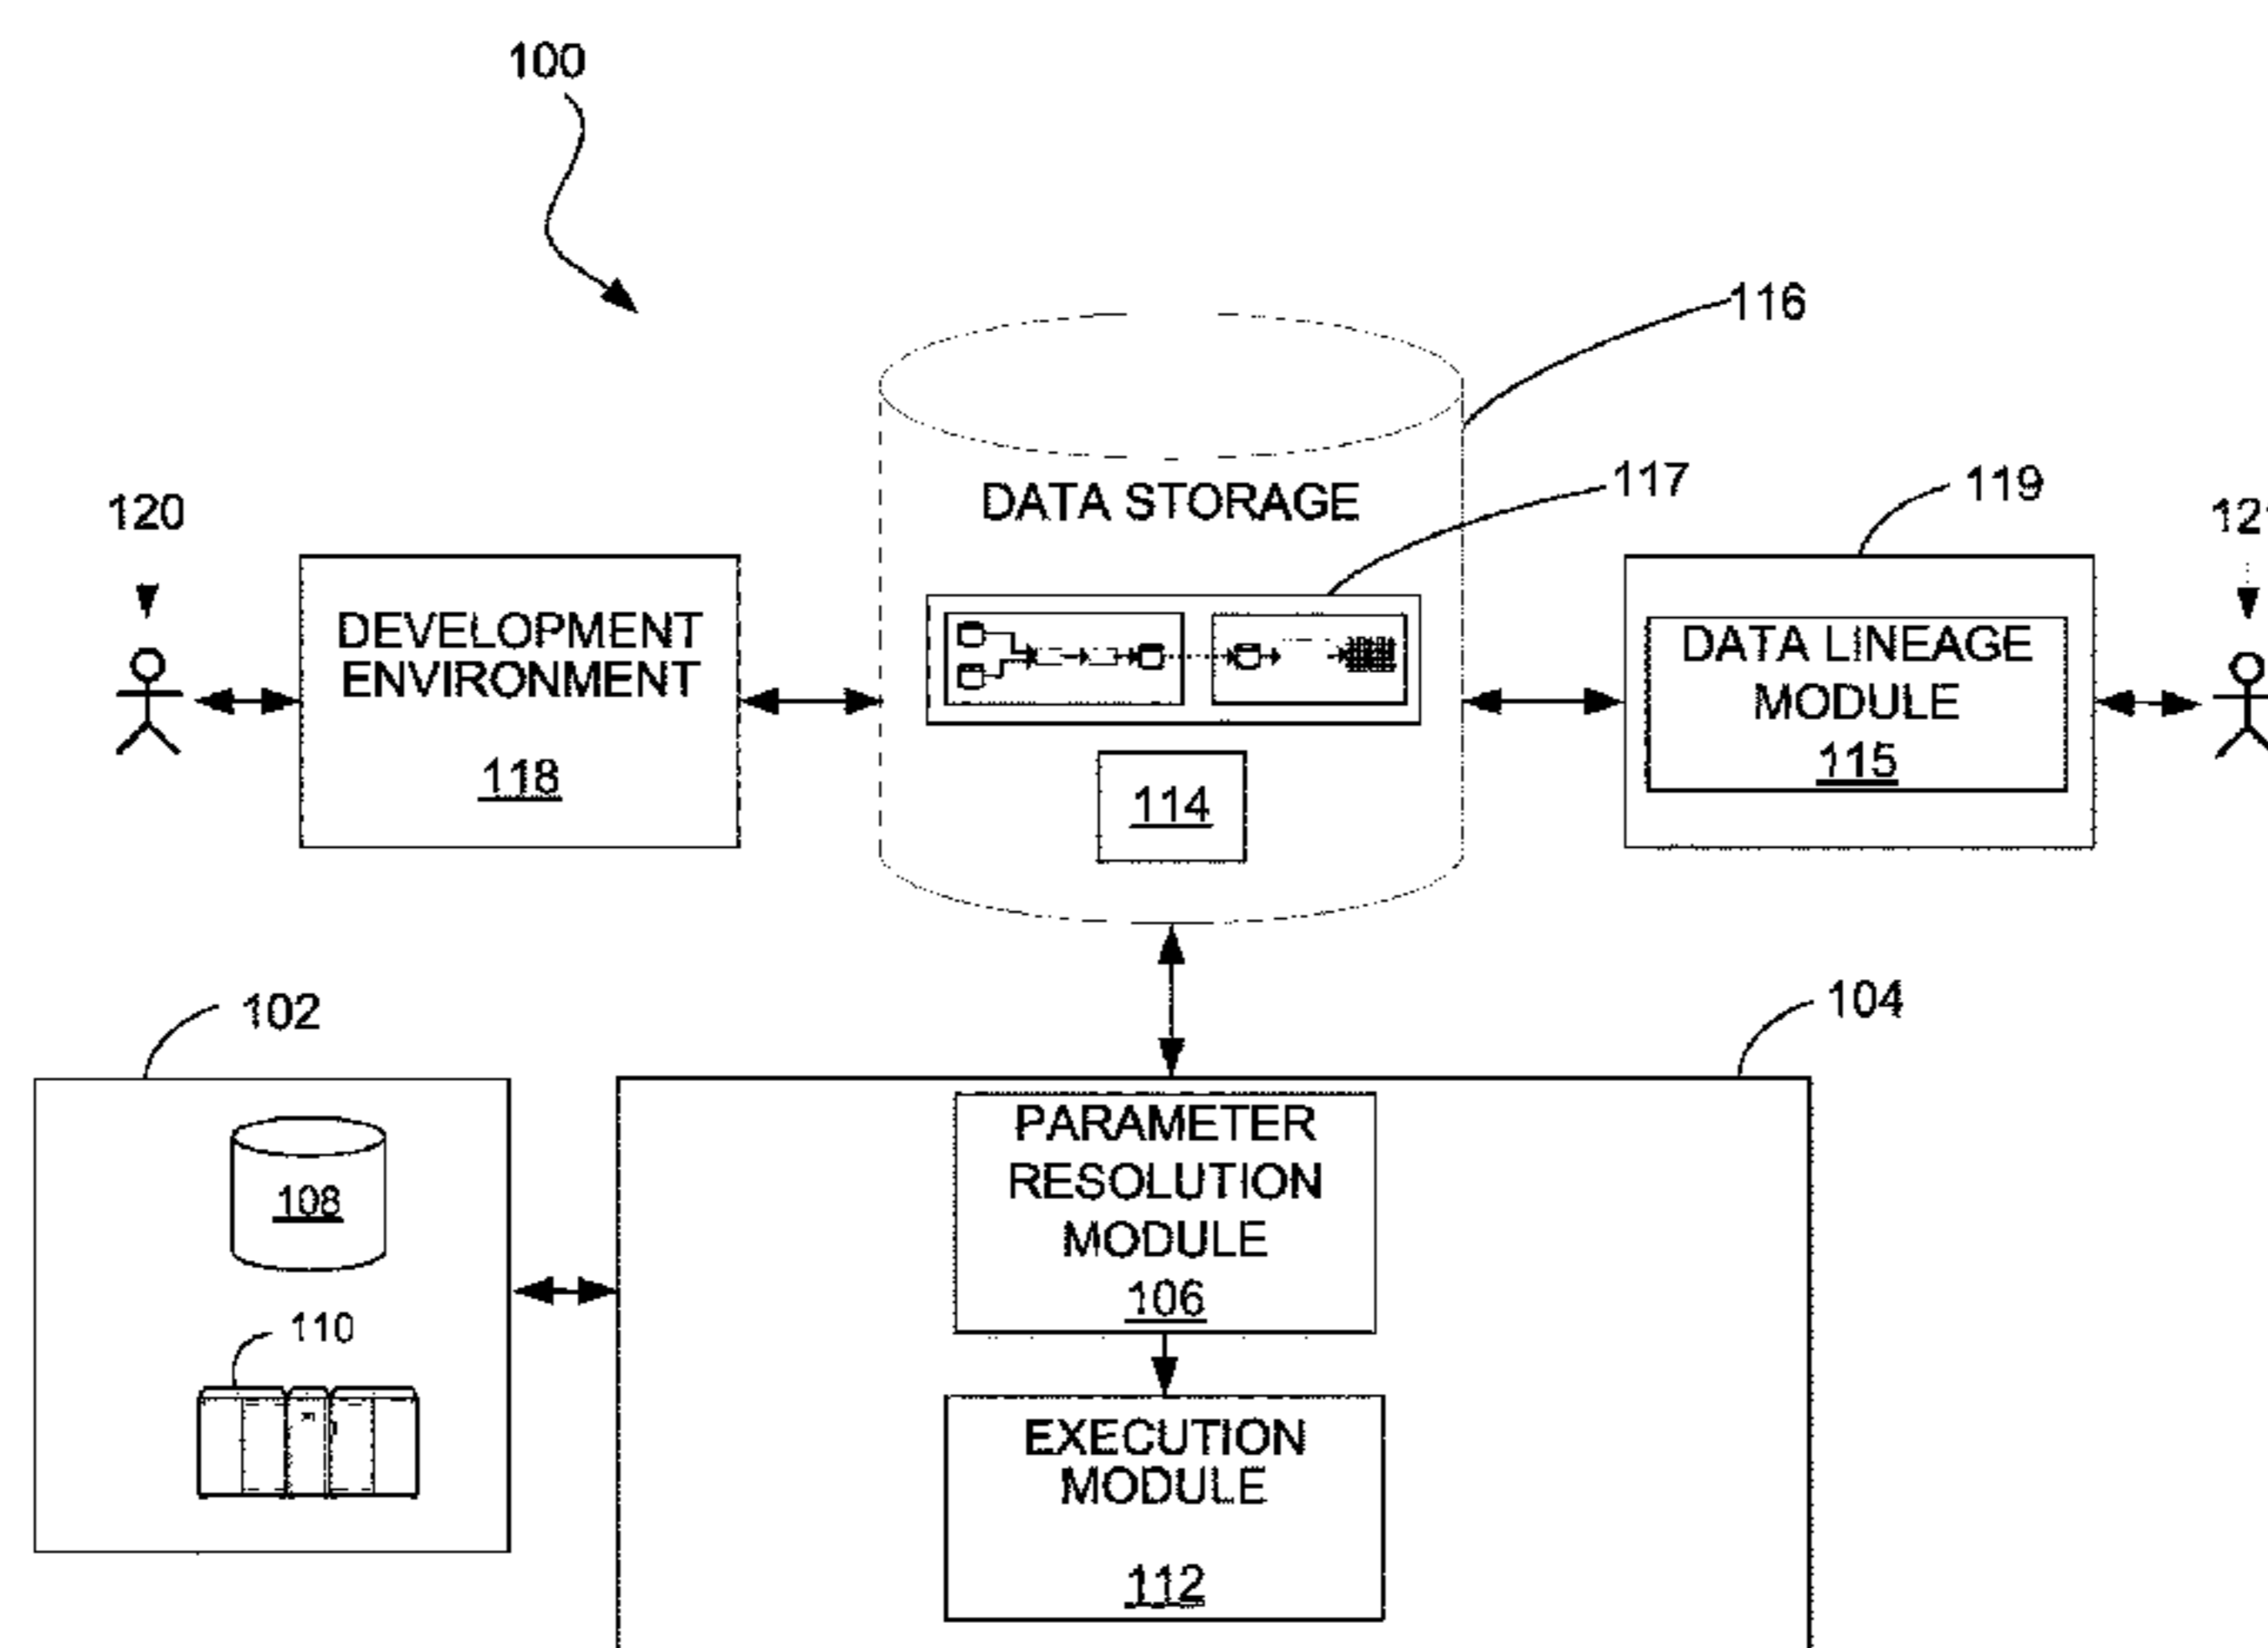 100
116
DATA STORAGE
117
119
120
DEVELOPMENT
ENVIRONMENT
118
114
DATA LINEAGE
MODULE
115
102
104
108
110
PARAMETER
RESOLUTION
MODULE
106
EXECUTION
MODULE
112